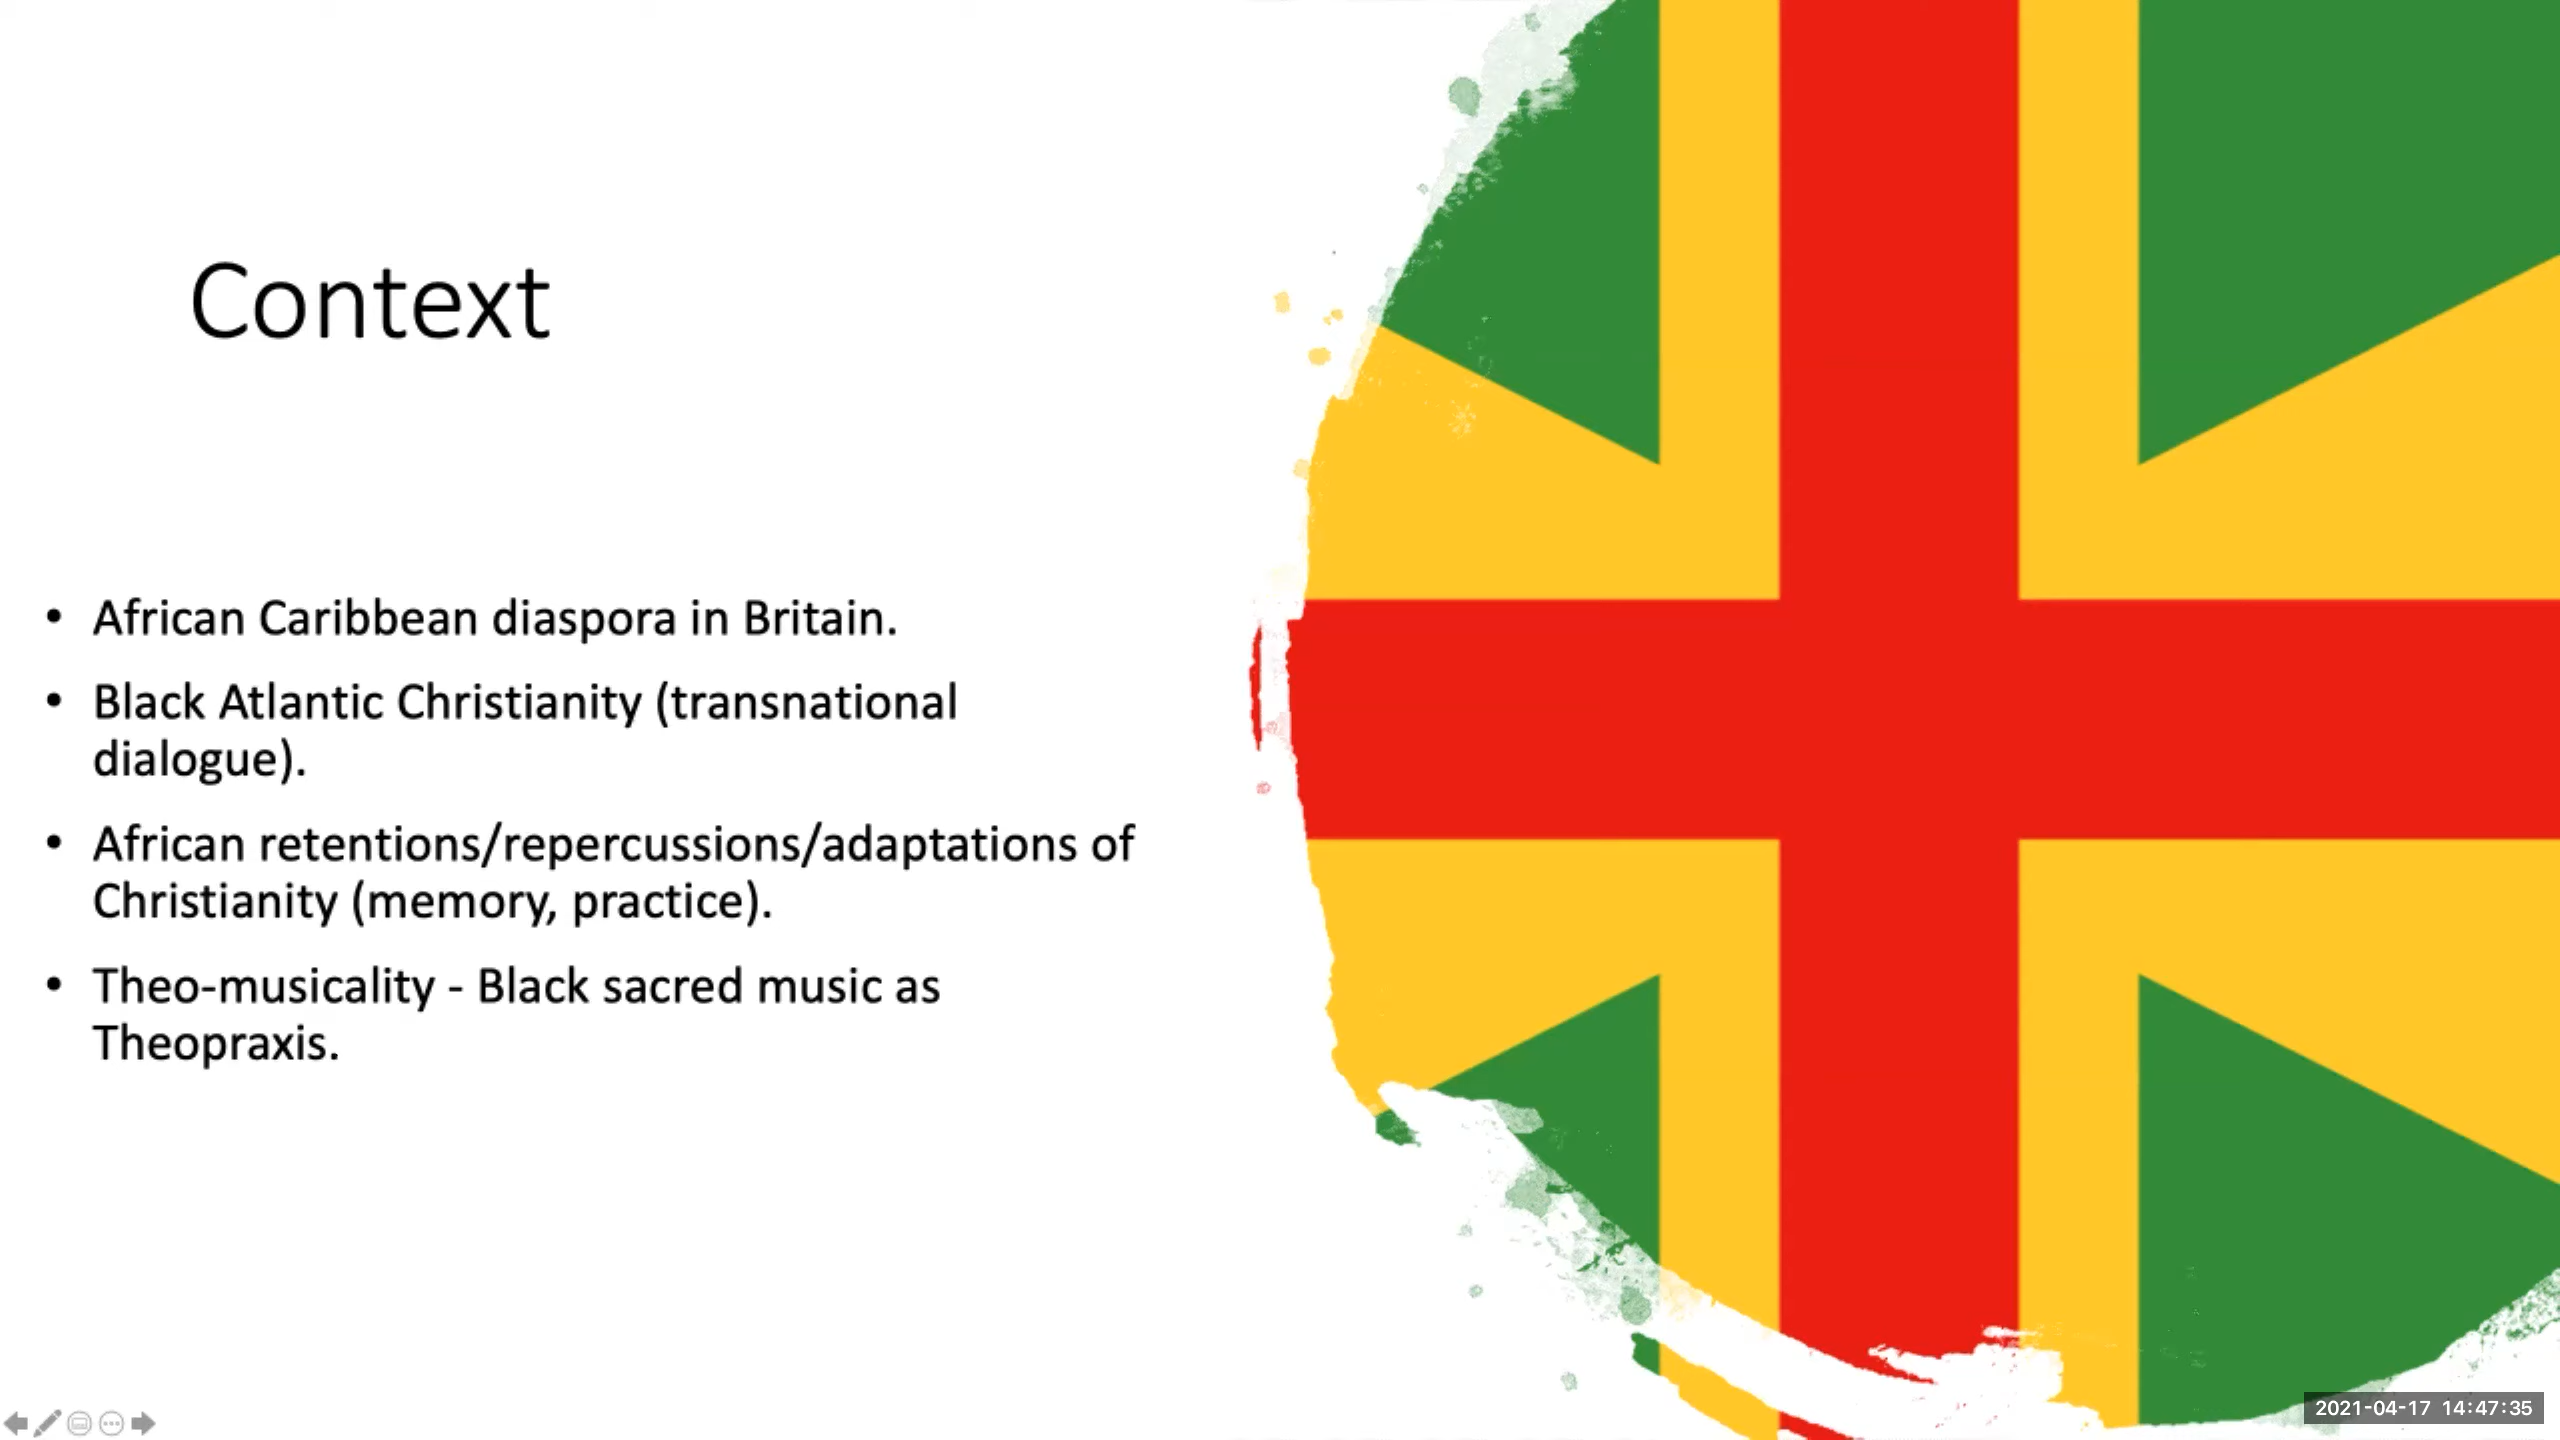 Context
• African Caribbean diaspora in Britain.
• Black Atlantic Christianity (transnational
dialogue).
• African retentions/repercussions/adaptations of
Christianity (memory, practice).
• Theo-musicality - Black sacred music as
Theopraxis.
2021-04-17 14:47:35